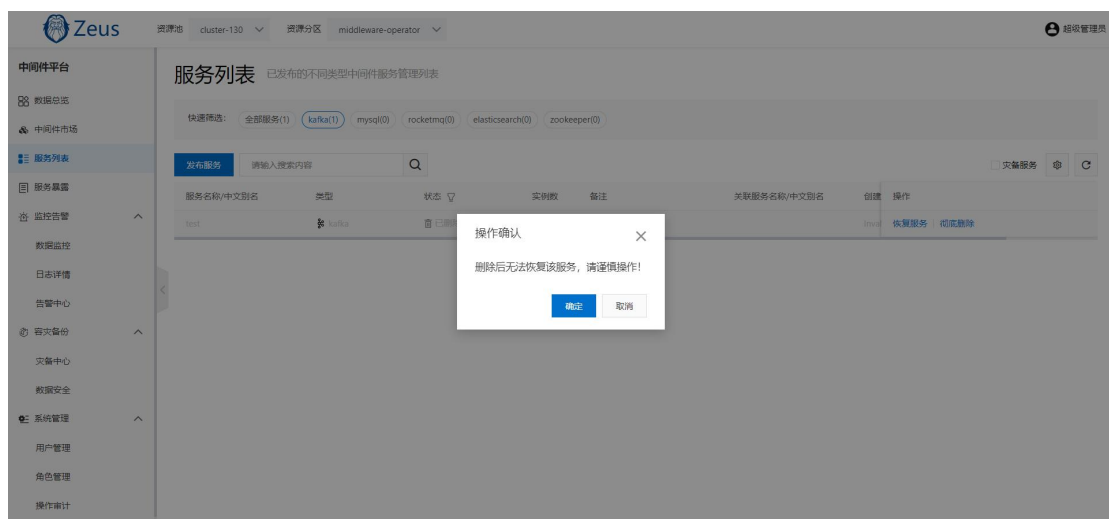 Zeus
资源池 cluster-130 资源分区 middleware-operator 超级管理员
中间件平台
数据总览
中间件市场
服务列表
服务暴露
监控告警
数据监控
日志详情
告警中心
容灾备份
灾备中心
数据安全
系统管理
用户管理
角色管理
操作审计
服务列表 已发布的不同类型中间件服务管理列表
快速筛选: 全部服务(1) kafka(1) mysql(0) rocketmq(0) elasticsearch(0) zookeeper(0)
发布服务 请输入搜索内容 灾备服务
服务名称/中文别名 类型 状态 实例数 备注 关联服务名称/中文别名 创建 操作
test kafka 已删 恢复服务 彻底删除
操作确认
删除后无法恢复该服务，请谨慎操作!
确定 取消